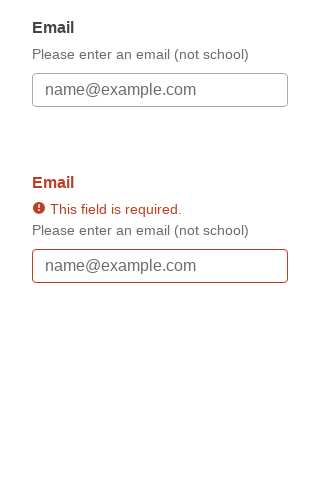 Email
Please enter an email (not school)
name@example.com
Email
This field is required.
Please enter an email (not school)
name@example.com